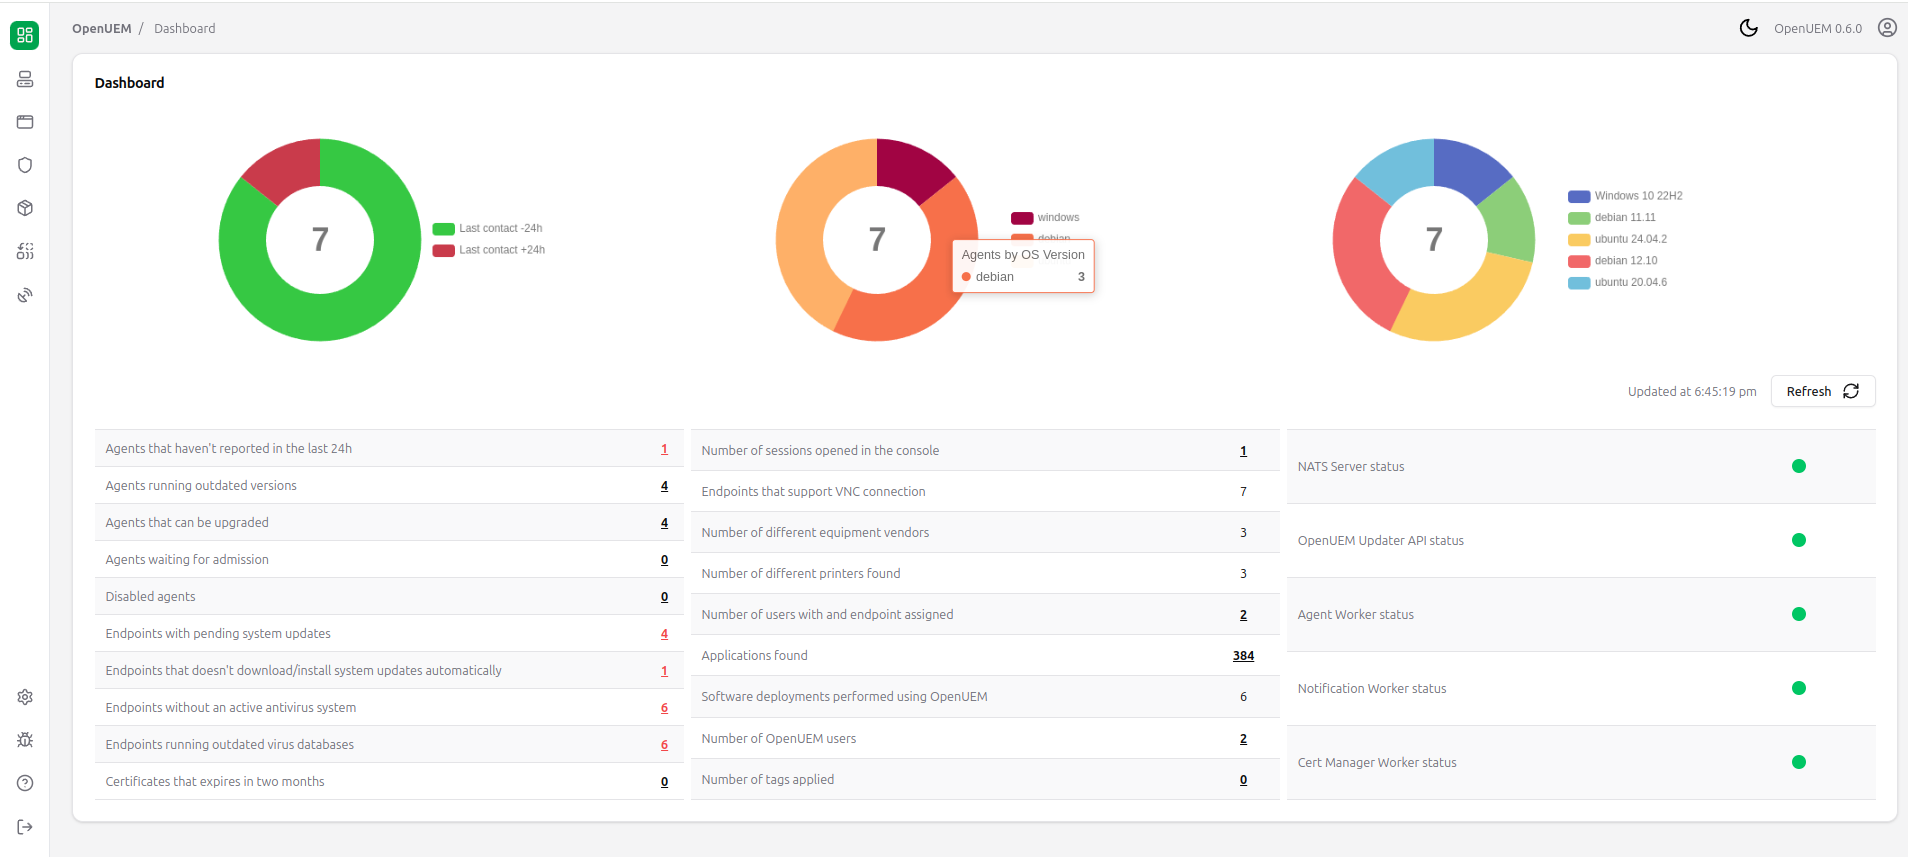 OpenUEM / Dashboard
OpenUEM 0.6.0
Dashboard
7
Last contact -24h
Last contact +24h
7
windows
debian
Agents by OS Version
debian 3
7
Windows 10 22H2
debian 11.11
ubuntu 24.04.2
debian 12.10
ubuntu 20.04.6
Updated at 6:45:19 pm
Refresh
Agents that haven't reported in the last 24h 1
Agents running outdated versions 4
Agents that can be upgraded 4
Agents waiting for admission 0
Disabled agents 0
Endpoints with pending system updates 4
Endpoints that doesn't download/install system updates automatically 1
Endpoints without an active antivirus system 6
Endpoints running outdated virus databases 6
Certificates that expires in two months 0
Number of sessions opened in the console 1
Endpoints that support VNC connection 7
Number of different equipment vendors 3
Number of different printers found 3
Number of users with and endpoint assigned 2
Applications found 384
Software deployments performed using OpenUEM 6
Number of OpenUEM users 2
Number of tags applied 0
NATS Server status
OpenUEM Updater API status
Agent Worker status
Notification Worker status
Cert Manager Worker status